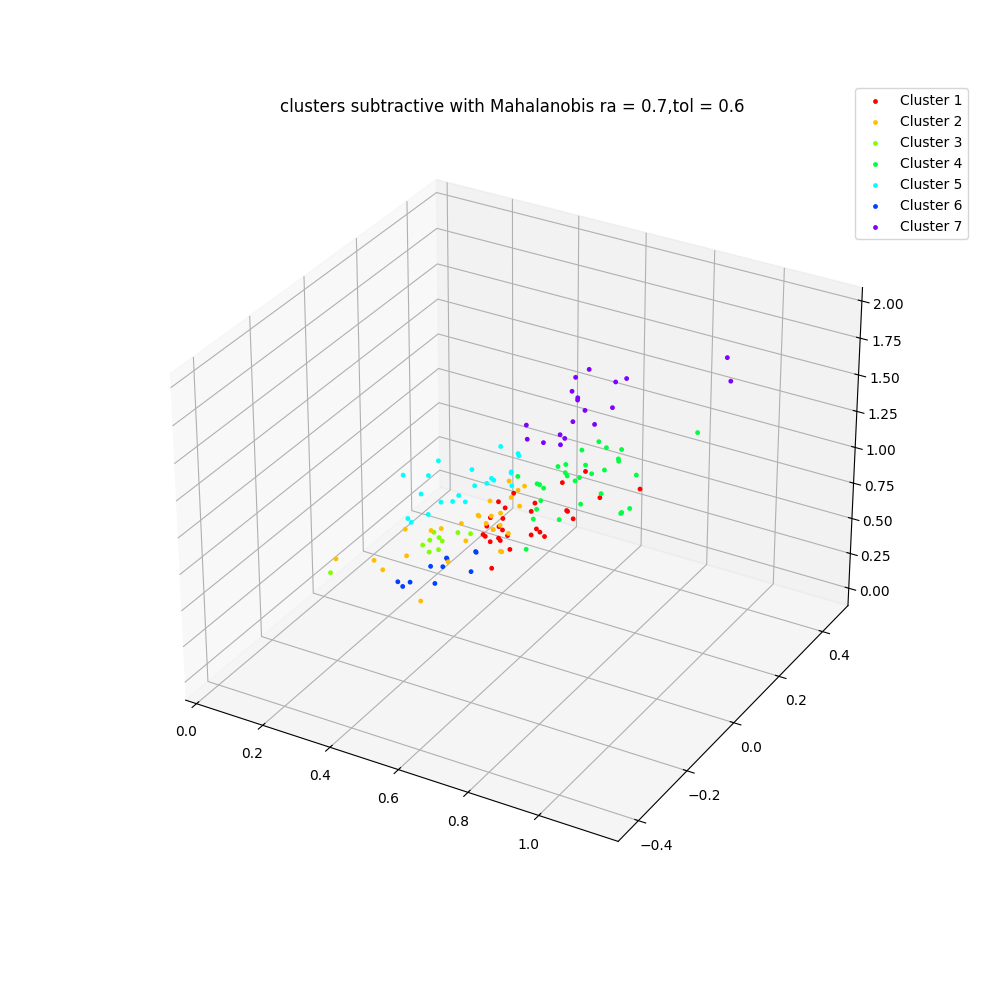 clusters subtractive with Mahalanobis ra = 0.7,tol = 0.6
Cluster 1
Cluster 2
Cluster 3
Cluster 4
Cluster 5
Cluster 6
Cluster 7
2.00
1.75
1.50
1.25
1.00
0.75
0.50
0.25
0.00
0.4
0.2
0.0
−0.2
−0.4
0.0
0.2
0.4
0.6
0.8
1.0